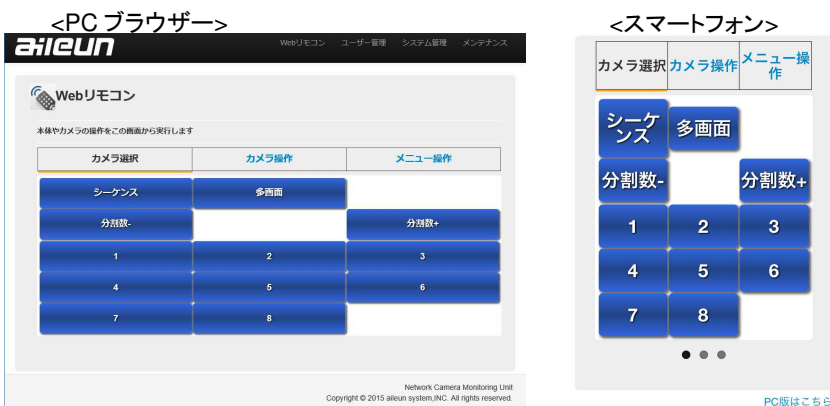 <PC ブラウザー>
aileun
Webリモコン ユーザー管理 システム管理 メンテナンス
Webリモコン
本体やカメラの操作をこの画面から実行します
カメラ選択 カメラ操作 メニュー操作
シーケンス 多画面
分割数- 分割数+
1 2 3
4 5 6
7 8
Network Camera Monitoring Unit
Copyright © 2015 aileun system,INC. All rights reserved.
<スマートフォン>
カメラ選択 カメラ操作 メニュー操
作
シーケ
ンス 多画面
分割数- 分割数+
1 2 3
4 5 6
7 8
PC版はこちら